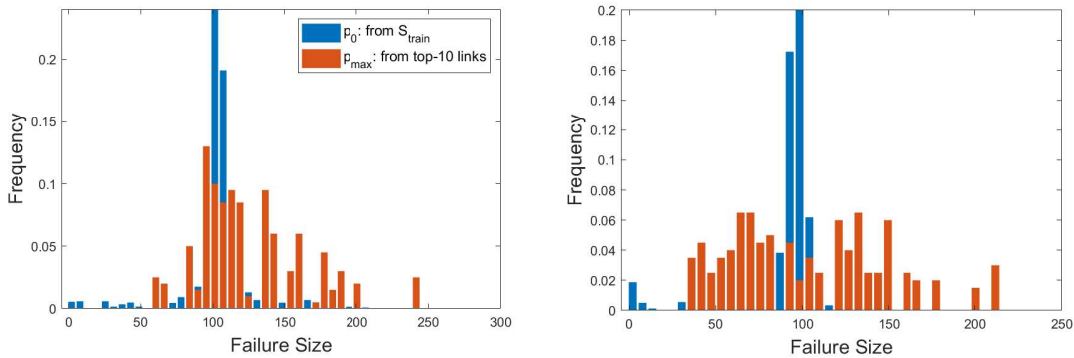 0.2
0.15
0.1
0.05
0
Frequency
0 50 100 150 200 250 300
Failure Size
p0: from Strain
pmax: from top-10 links
0.2
0.18
0.16
0.14
0.12
0.1
0.08
0.06
0.04
0.02
0
Frequency
0 50 100 150 200 250
Failure Size